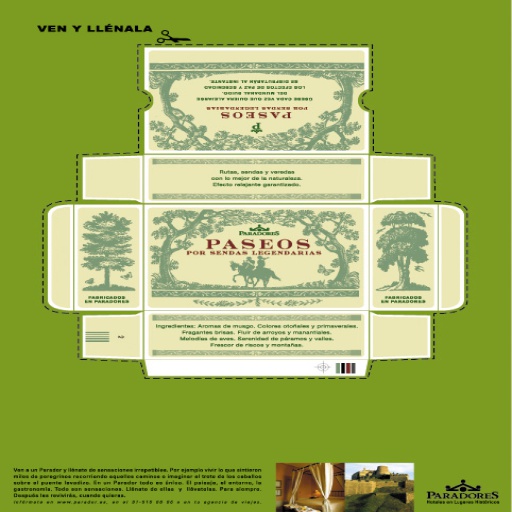 VEN Y LLÉNALA
PASEOS
POR SENDAS LEGENDARIAS
ÚSESE CADA VEZ QUE QUIERA ALEJARSE
DEL MUNDANAL RUIDO.
LOS EFECTOS DE PAZ Y SERENIDAD
SE DISFRUTARÁN AL INSTANTE.
Rutas, sendas y veredas
con lo mejor de la naturaleza.
Efecto relajante garantizado.
PARADORES
PASEOS
POR SENDAS LEGENDARIAS
FABRICADOS
EN PARADORES
FABRICADOS
EN PARADORES
Ingredientes: Aromas de musgo. Colores otoñales y primaverales.
Fragantes brisas. Fluir de arroyos y manantiales.
Melodías de aves. Serenidad de páramos y valles.
Frescor de riscos y montañas.
Ven a un Parador y llénate de sensaciones irrepetibles. Por ejemplo vivir lo que sintieron
miles de peregrinos recorriendo aquellos caminos o imaginar el trote de los caballos
sobre el puente levadizo. En un Parador todo es único. El paisaje, el entorno, la
gastronomía. Todo son sensaciones. Llénate de ellas y llévatelas. Para siempre.
Después las revivirás, cuando quieras.
Infórmate en www.parador.es, en el 91-516 66 66 o en tu agencia de viajes.
PARADORES
Hoteles en Lugares Históricos